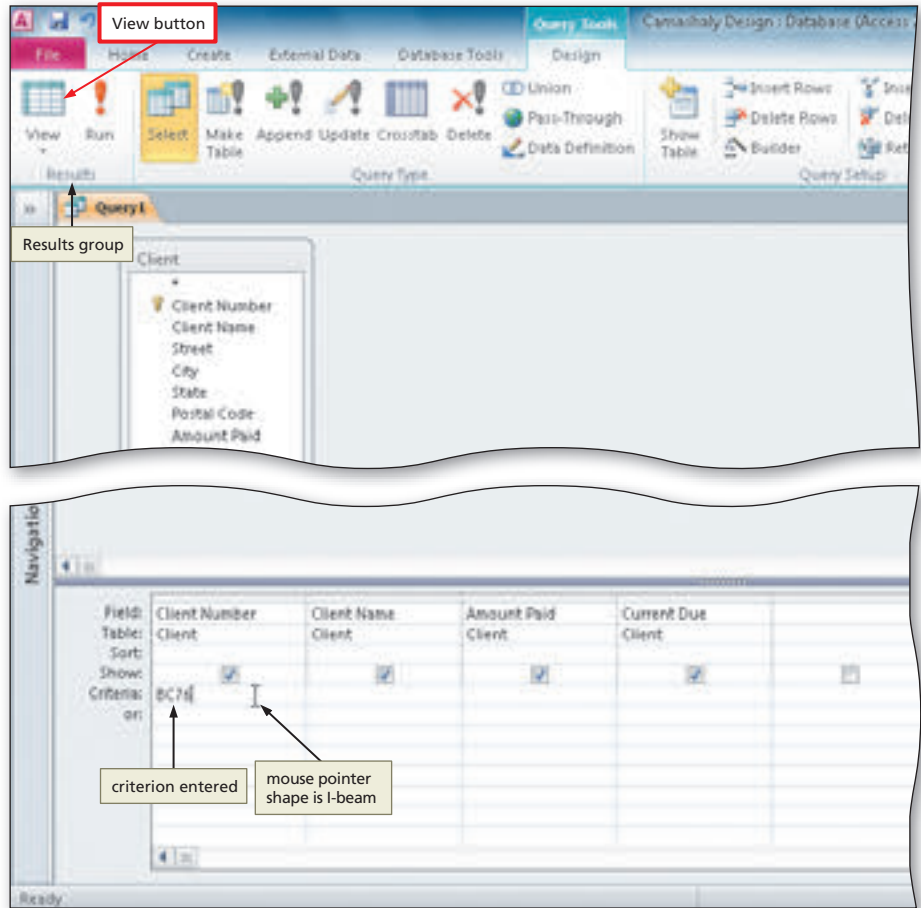 View button
Query Tools
Camashaly Design : Database (Access
File
Home
Create
External Data
Database Tools
Design
View
Run
Select
Make Table
Append
Update
Crosstab
Delete
Union
Pass-Through
Data Definition
Show Table
Insert Rows
Delete Rows
Builder
Inse
Del
Ret
Results
Query Type
Query Setup
Query1
Results group
Client
*
Client Number
Client Name
Street
City
State
Postal Code
Amount Paid
Navigatio
Field: Client Number Client Name Amount Paid Current Due
Table: Client Client Client Client
Sort:
Show:
Criteria: BC76
or:
criterion entered
mouse pointer
shape is I-beam
Ready